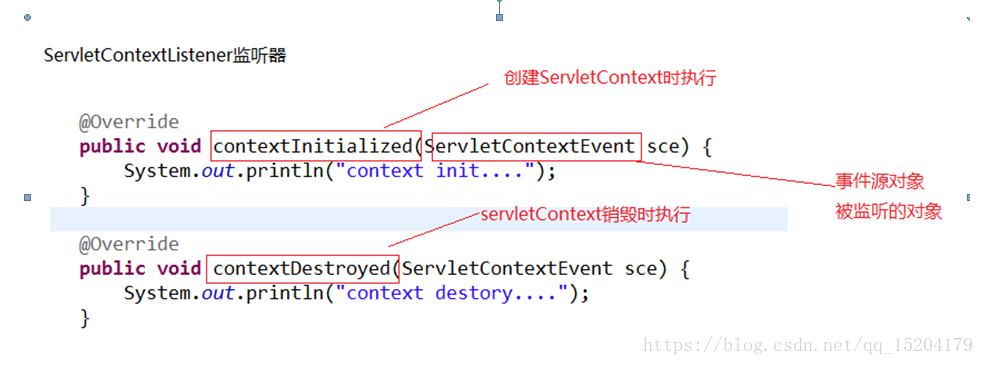 ServletContextListener监听器
创建ServletContext时执行
@Override
public void contextInitialized(ServletContextEvent sce) {
System.out.println("context init....");
}
事件源对象
被监听的对象
servletContext销毁时执行
@Override
public void contextDestroyed(ServletContextEvent sce) {
System.out.println("context destory....");
}
https://blog.csdn.net/qq_15204179